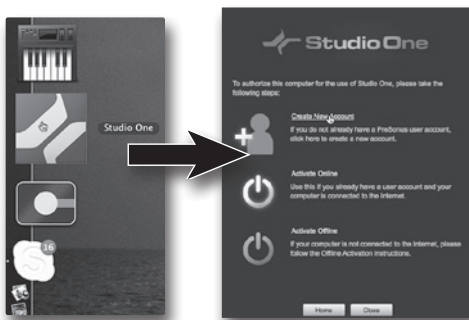 Studio One
16
Studio One
To authorize this computer for the use of Studio One, please take the
following steps:
Create New Account
If you do not already have a PreSonus user account,
click here to create a new account.
Activate Online
Use this if you already have a user account and your
computer is connected to the Internet.
Activate Offline
If your computer is not connected to the Internet, please
follow the Offline Activation instructions.
Home
Close